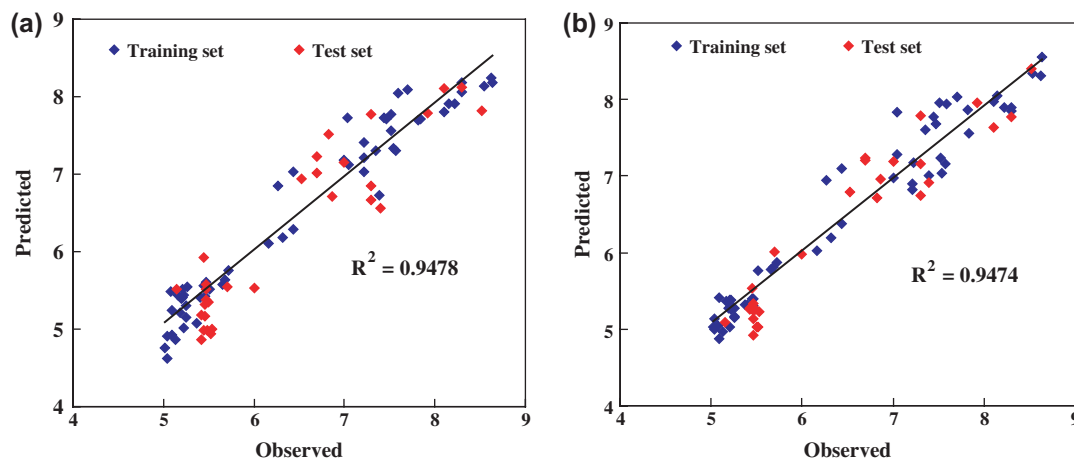 (a)
9
8
7
6
5
4
Predicted
Training set
Test set
R² = 0.9478
4 5 6 7 8 9
Observed
(b)
9
8
7
6
5
4
Predicted
Training set
Test set
R² = 0.9474
4 5 6 7 8 9
Observed